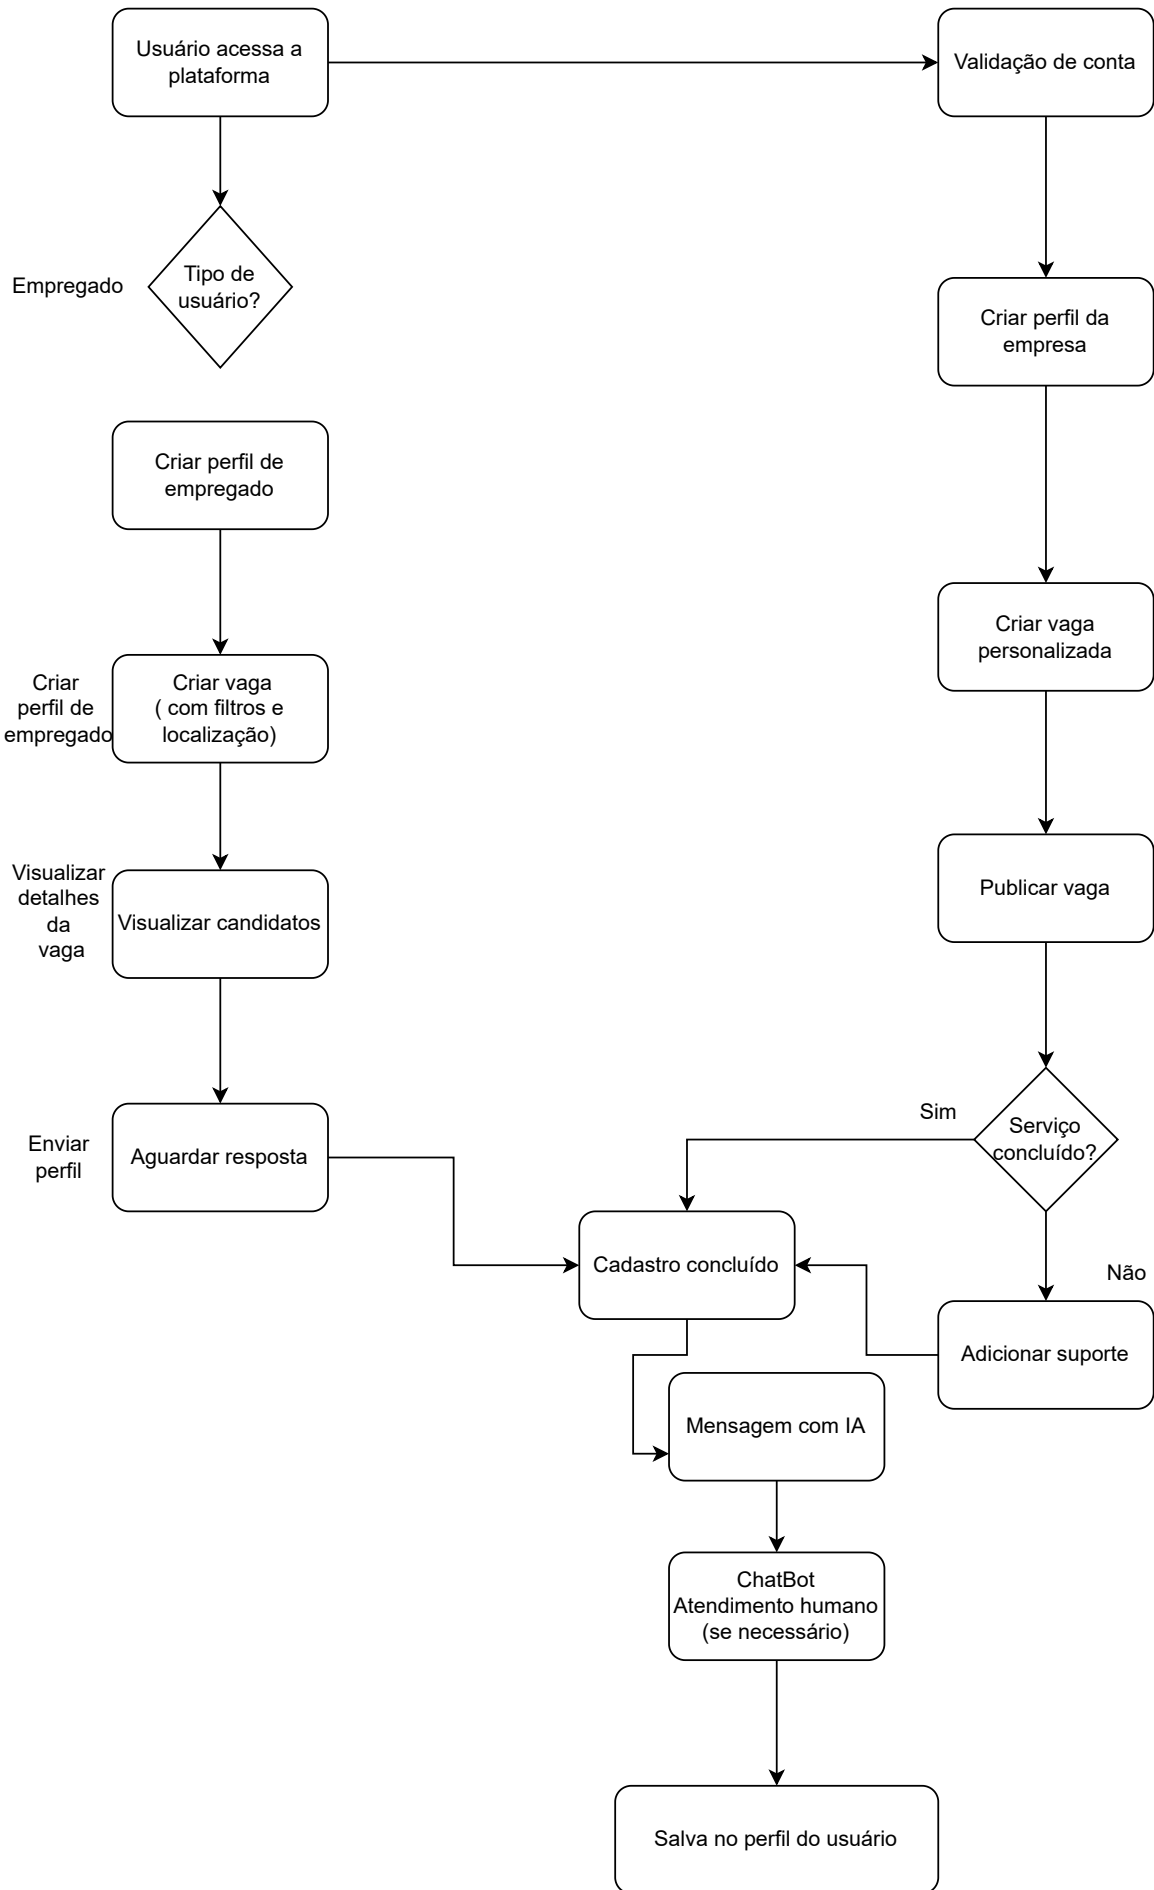 Usuário acessa a
plataforma
Validação de conta
Empregado
Tipo de
usuário?
Criar perfil da
empresa
Criar perfil de
empregado
Criar vaga
personalizada
Criar
perfil de
empregado
Criar vaga
( com filtros e
localização)
Visualizar
detalhes
da
vaga
Visualizar candidatos
Publicar vaga
Enviar
perfil
Aguardar resposta
Sim
Serviço
concluído?
Cadastro concluído
Não
Adicionar suporte
Mensagem com IA
ChatBot
Atendimento humano
(se necessário)
Salva no perfil do usuário